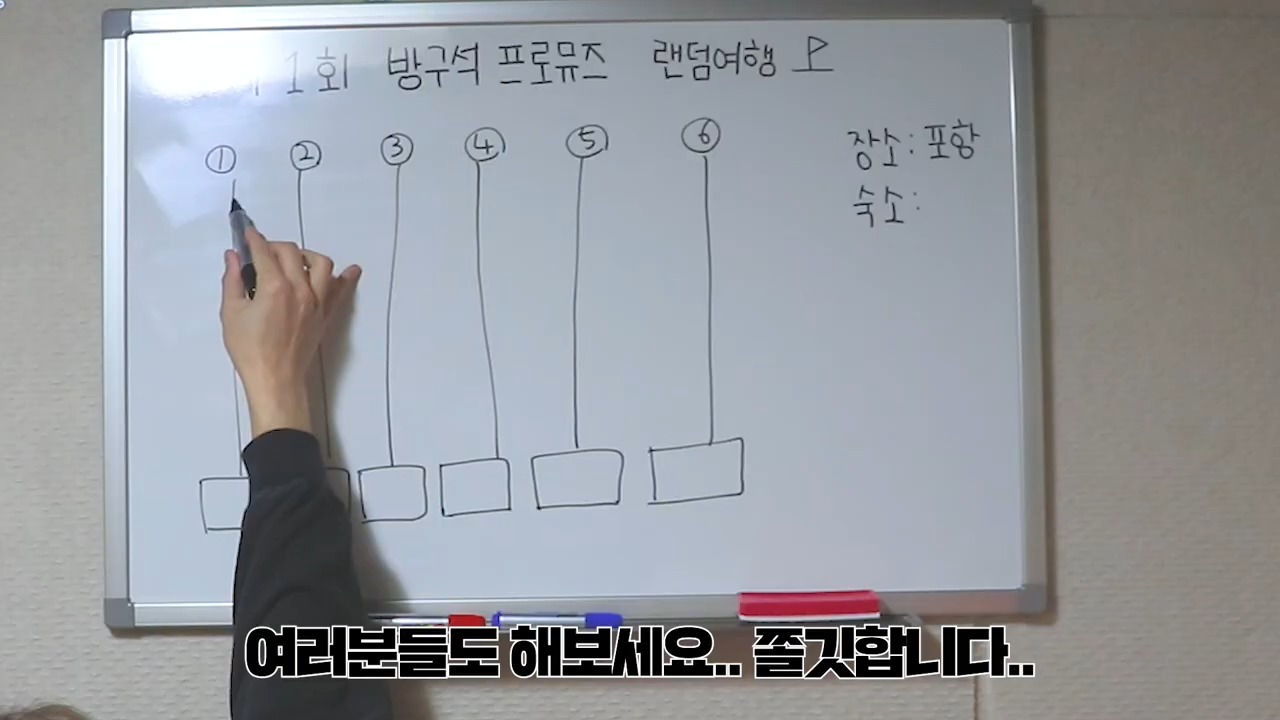 1회 방구석 프로뮤즈 랜덤여행
① ② ③ ④ ⑤ ⑥
장소: 포항
숙소:
여러분들도 해보세요.. 쫄깃합니다..